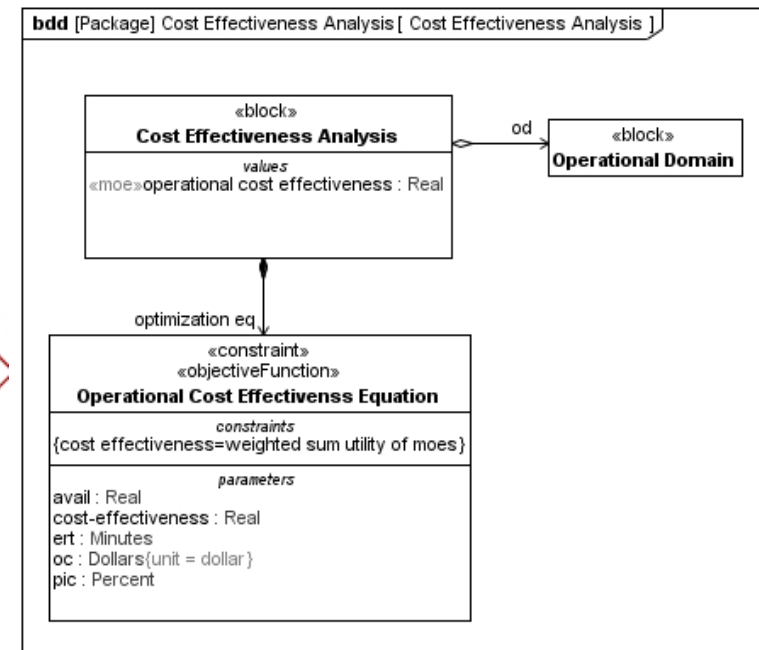 bdd [Package] Cost Effectiveness Analysis [ Cost Effectiveness Analysis ]
«block»
Cost Effectiveness Analysis
values
«moe»operational cost effectiveness : Real
od
«block»
Operational Domain
optimization eq
«constraint»
«objectiveFunction»
Operational Cost Effectivenss Equation
constraints
{cost effectiveness=weighted sum utility of moes}
parameters
avail : Real
cost-effectiveness : Real
ert : Minutes
oc : Dollars{unit = dollar}
pic : Percent